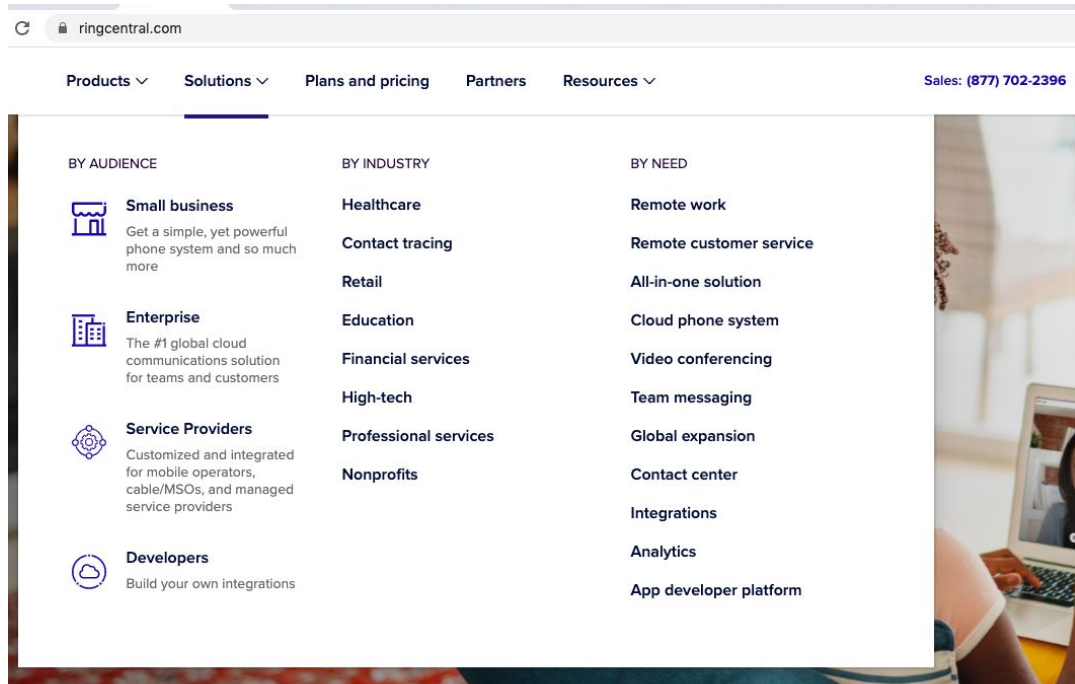 ringcentral.com
Products
Solutions
Plans and pricing
Partners
Resources
Sales: (877) 702-2396
BY AUDIENCE
Small business
Get a simple, yet powerful
phone system and so much
more
Enterprise
The #1 global cloud
communications solution
for teams and customers
Service Providers
Customized and integrated
for mobile operators,
cable/MSOs, and managed
service providers
Developers
Build your own integrations
BY INDUSTRY
Healthcare
Contact tracing
Retail
Education
Financial services
High-tech
Professional services
Nonprofits
BY NEED
Remote work
Remote customer service
All-in-one solution
Cloud phone system
Video conferencing
Team messaging
Global expansion
Contact center
Integrations
Analytics
App developer platform